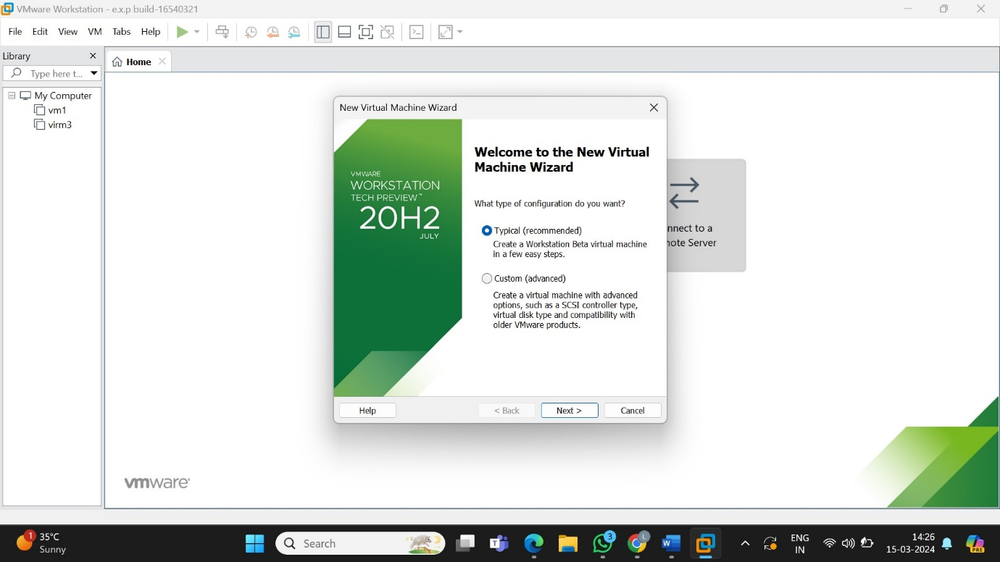 VMware Workstation - e.x.p build-16540321
File Edit View VM Tabs Help
Library
Type here t...
My Computer
vm1
virm3
Home
New Virtual Machine Wizard
VMWARE
WORKSTATION
TECH PREVIEW™
20H2
JULY
Welcome to the New Virtual
Machine Wizard
What type of configuration do you want?
Typical (recommended)
Create a Workstation Beta virtual machine
in a few easy steps.
Custom (advanced)
Create a virtual machine with advanced
options, such as a SCSI controller type,
virtual disk type and compatibility with
older VMware products.
Help < Back Next > Cancel
nnect to a
note Server
vmware®
1
35°C
Sunny
Search
3
L
ENG
IN
14:26
15-03-2024
PRE